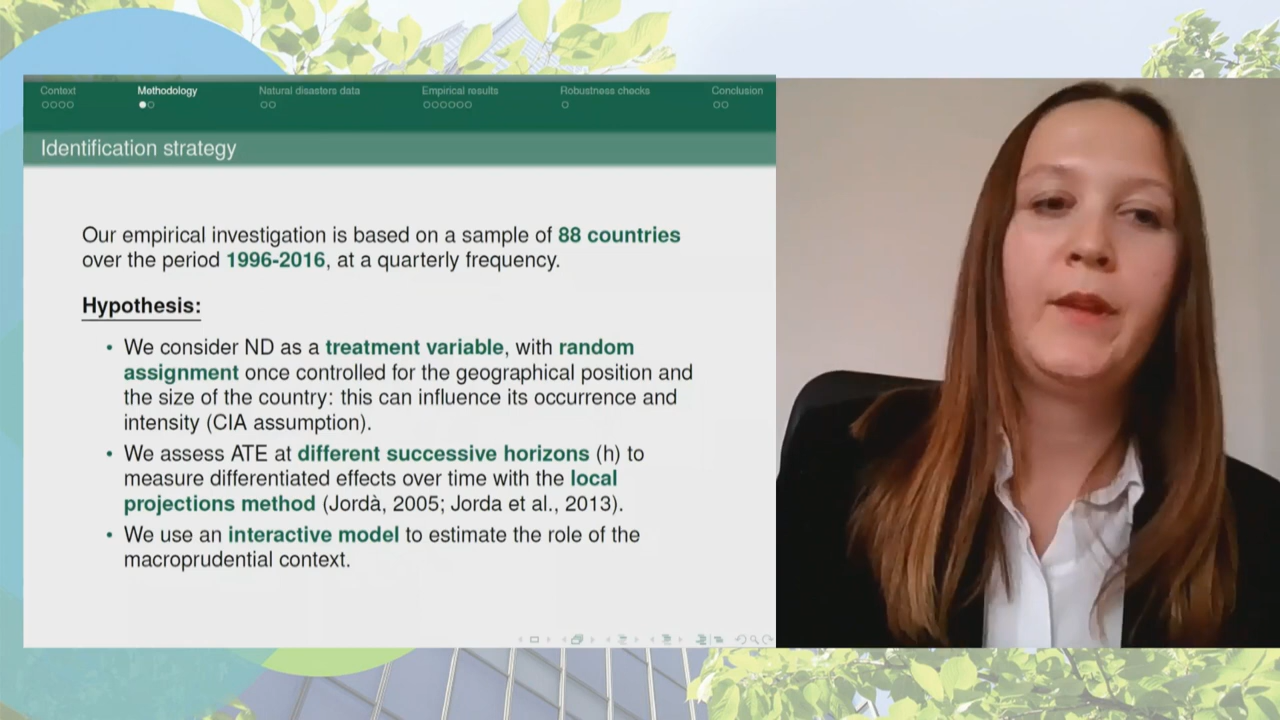 Context
Methodology
Natural disasters data
Empirical results
Robustness checks
Conclusion
Identification strategy
Our empirical investigation is based on a sample of 88 countries
over the period 1996-2016, at a quarterly frequency.
Hypothesis:
• We consider ND as a treatment variable, with random
assignment once controlled for the geographical position and
the size of the country: this can influence its occurrence and
intensity (CIA assumption).
• We assess ATE at different successive horizons (h) to
measure differentiated effects over time with the local
projections method (Jordà, 2005; Jorda et al., 2013).
• We use an interactive model to estimate the role of the
macroprudential context.